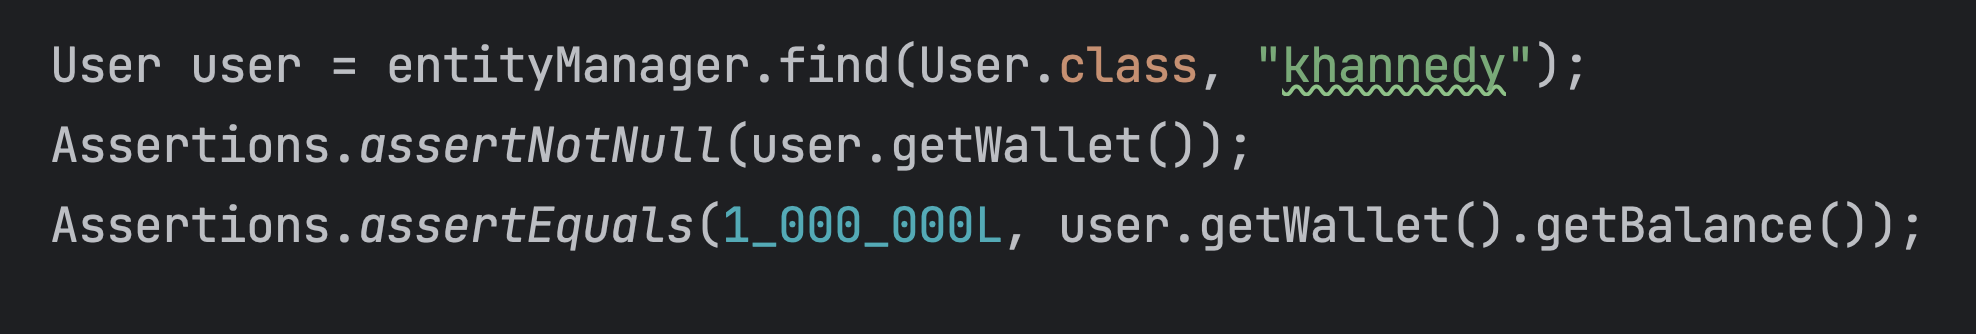 User user = entityManager.find(User.class, "khannedy");
Assertions.assertNotNull(user.getWallet());
Assertions.assertEquals(1_000_000L, user.getWallet().getBalance());